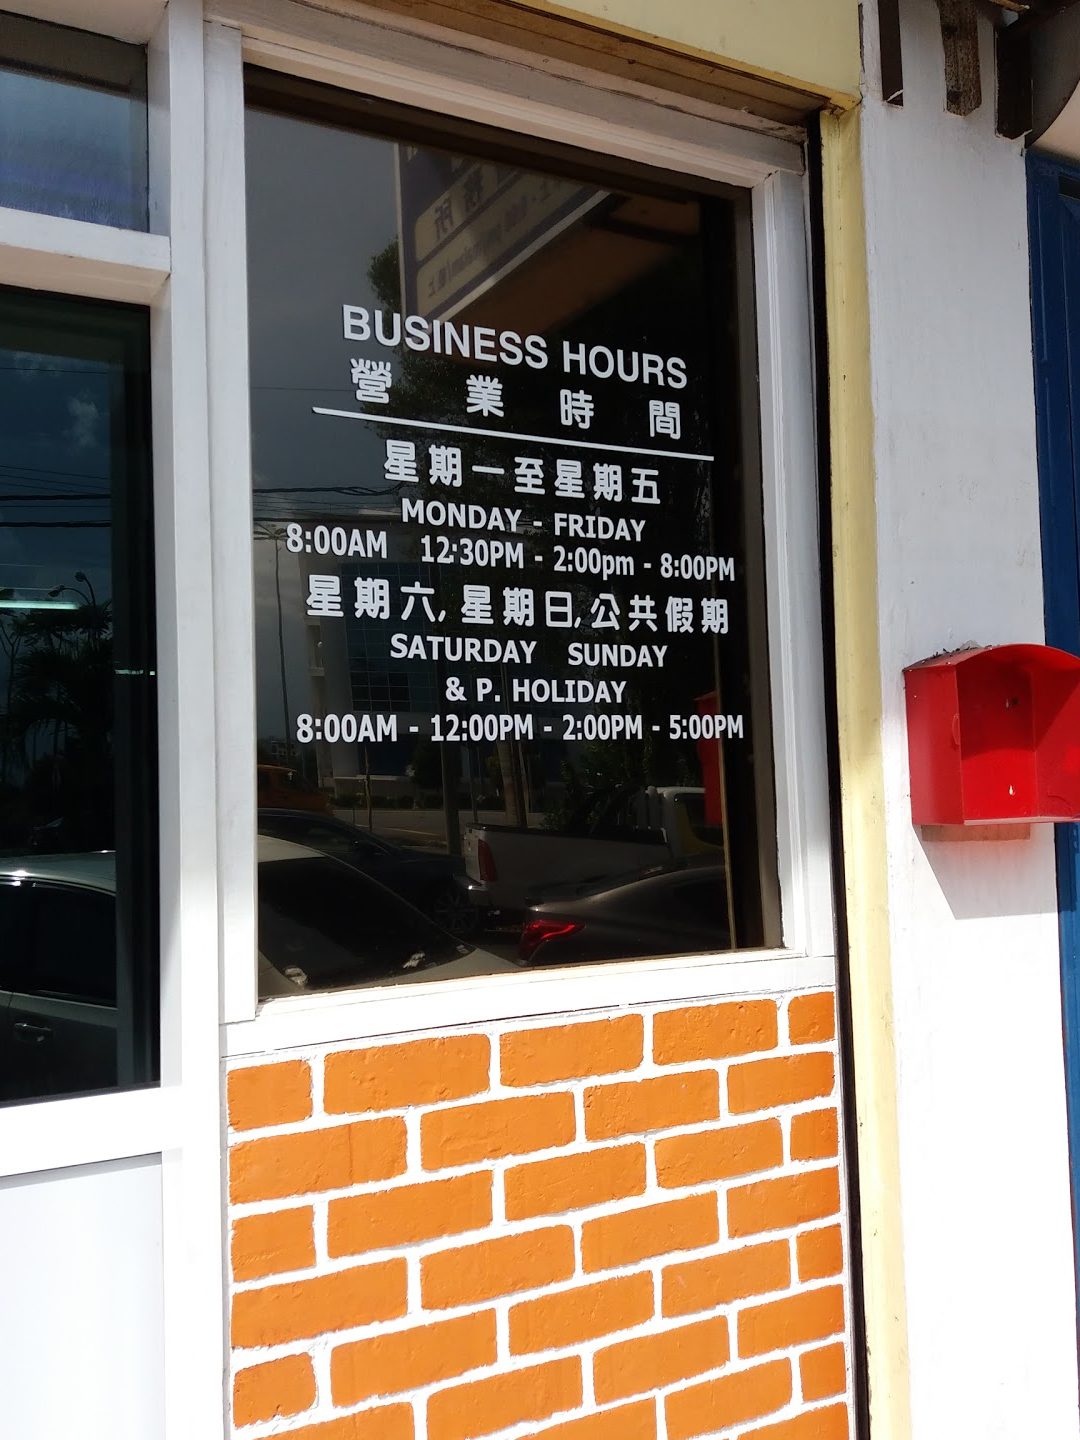 BUSINESS HOURS
營業時間
星期一至星期五
MONDAY - FRIDAY
8:00AM 12:30PM - 2:00pm - 8:00PM
星期六, 星期日, 公共假期
SATURDAY SUNDAY
& P. HOLIDAY
8:00AM - 12:00PM - 2:00PM - 5:00PM